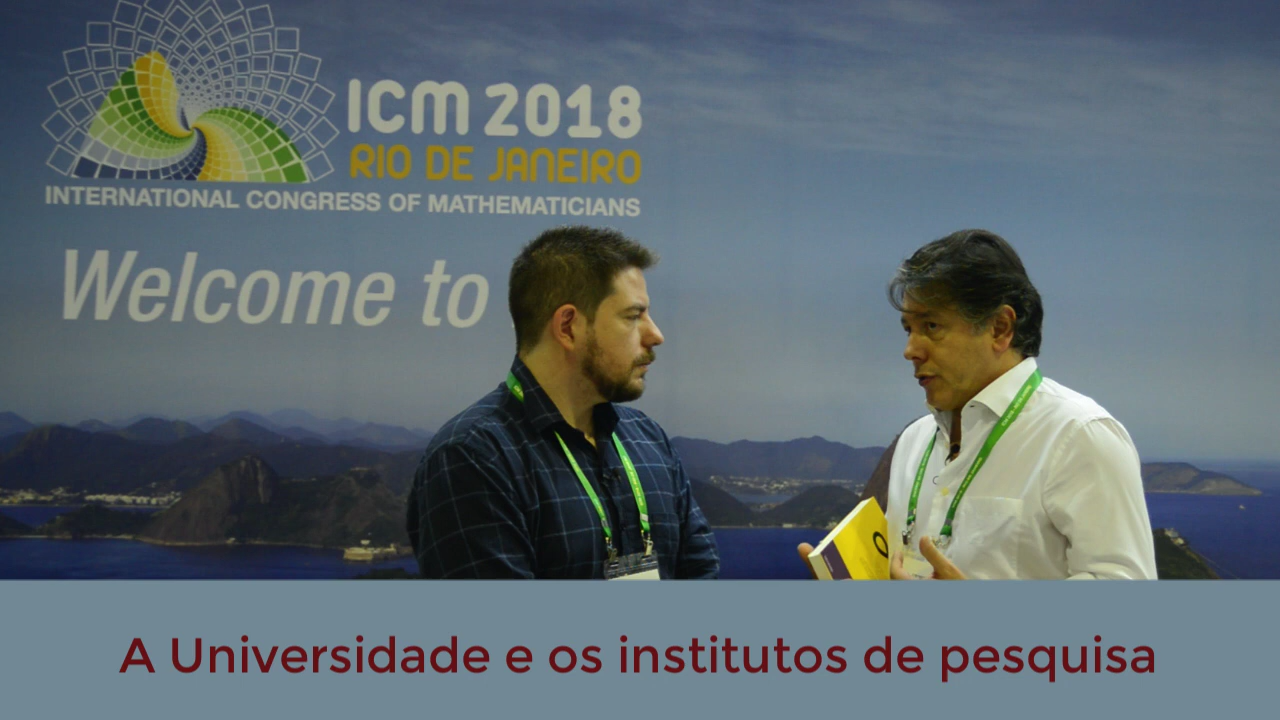 ICM 2018
RIO DE JANEIRO
INTERNATIONAL CONGRESS OF MATHEMATICIANS
Welcome to
A Universidade e os institutos de pesquisa